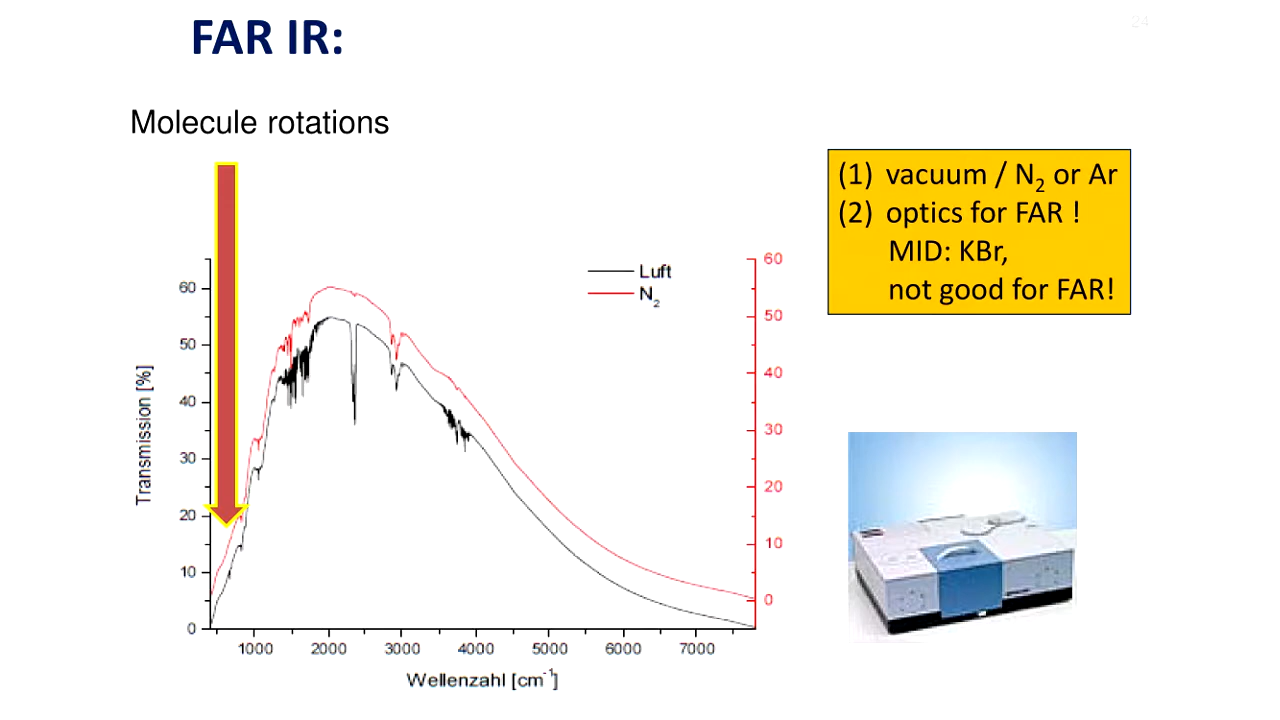 24
FAR IR:
Molecule rotations
(1) vacuum / N2 or Ar
(2) optics for FAR !
MID: KBr,
not good for FAR!
Luft
N2
Transmission [%]
60
50
40
30
20
10
0
60
50
40
30
20
10
0
1000 2000 3000 4000 5000 6000 7000
Wellenzahl [cm-1]